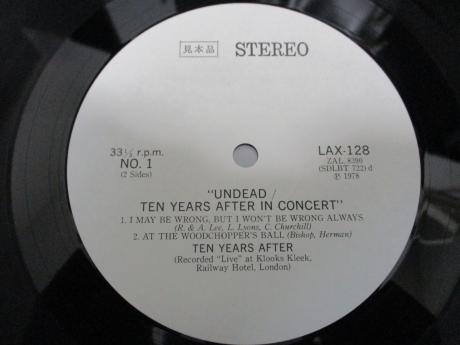 見本品 STEREO
33⅓ r.p.m. LAX-128
NO. 1 ZAL. 8390
(2 Sides) (SDLBT 722) d
Ⓟ 1978
"UNDEAD /
TEN YEARS AFTER IN CONCERT"
1. I MAY BE WRONG, BUT I WON'T BE WRONG ALWAYS
(R. & A. Lee, L. Lyons, C. Churchill)
2. AT THE WOODCHOPPER'S BALL (Bishop, Herman)
TEN YEARS AFTER
(Recorded "Live" at Klooks Kleek,
Railway Hotel, London)